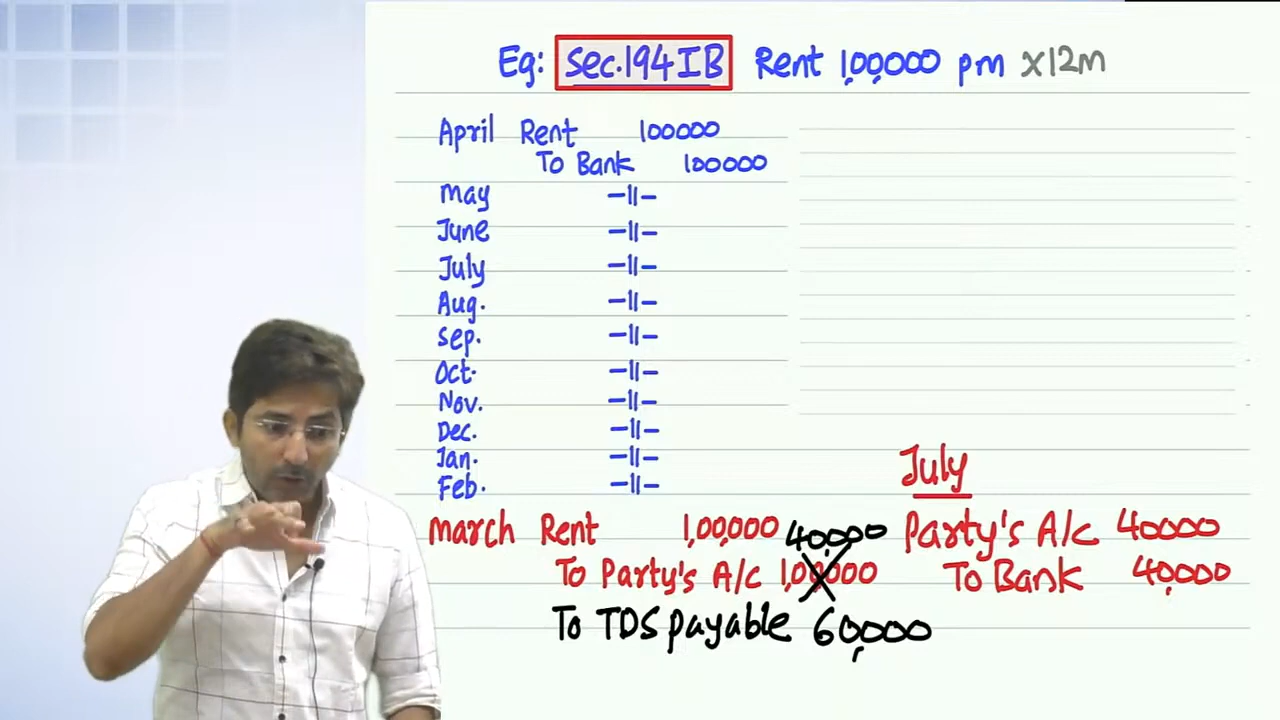 Eg: Sec.194IB Rent 1,00,000 pm x12m
April Rent 100000
To Bank 100000
May -11-
June -11-
July -11-
Aug. -11-
Sep. -11-
Oct. -11-
Nov. -11-
Dec. -11-
Jan. -11-
Feb. -11-
July
March Rent 1,00,000 40,000 Party's A/c 40000
To Party's A/c 1,00,000 To Bank 40,000
To TDS payable 60,000